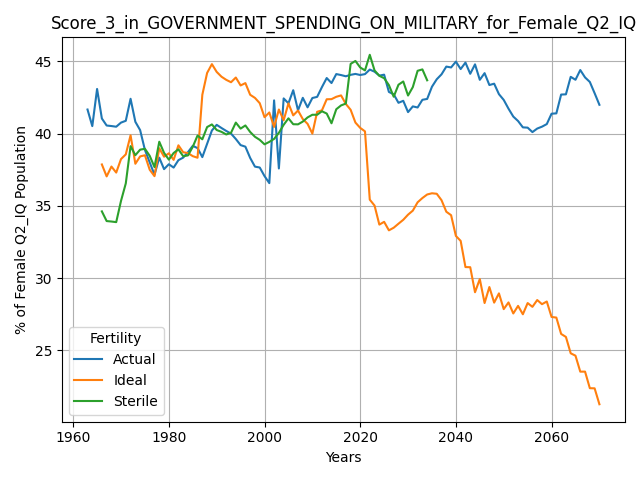 Score_3_in_GOVERNMENT_SPENDING_ON_MILITARY_for_Female_Q2_IQ
% of Female Q2_IQ Population
45
40
35
30
25
Fertility
Actual
Ideal
Sterile
1960
1980
2000
2020
2040
2060
Years